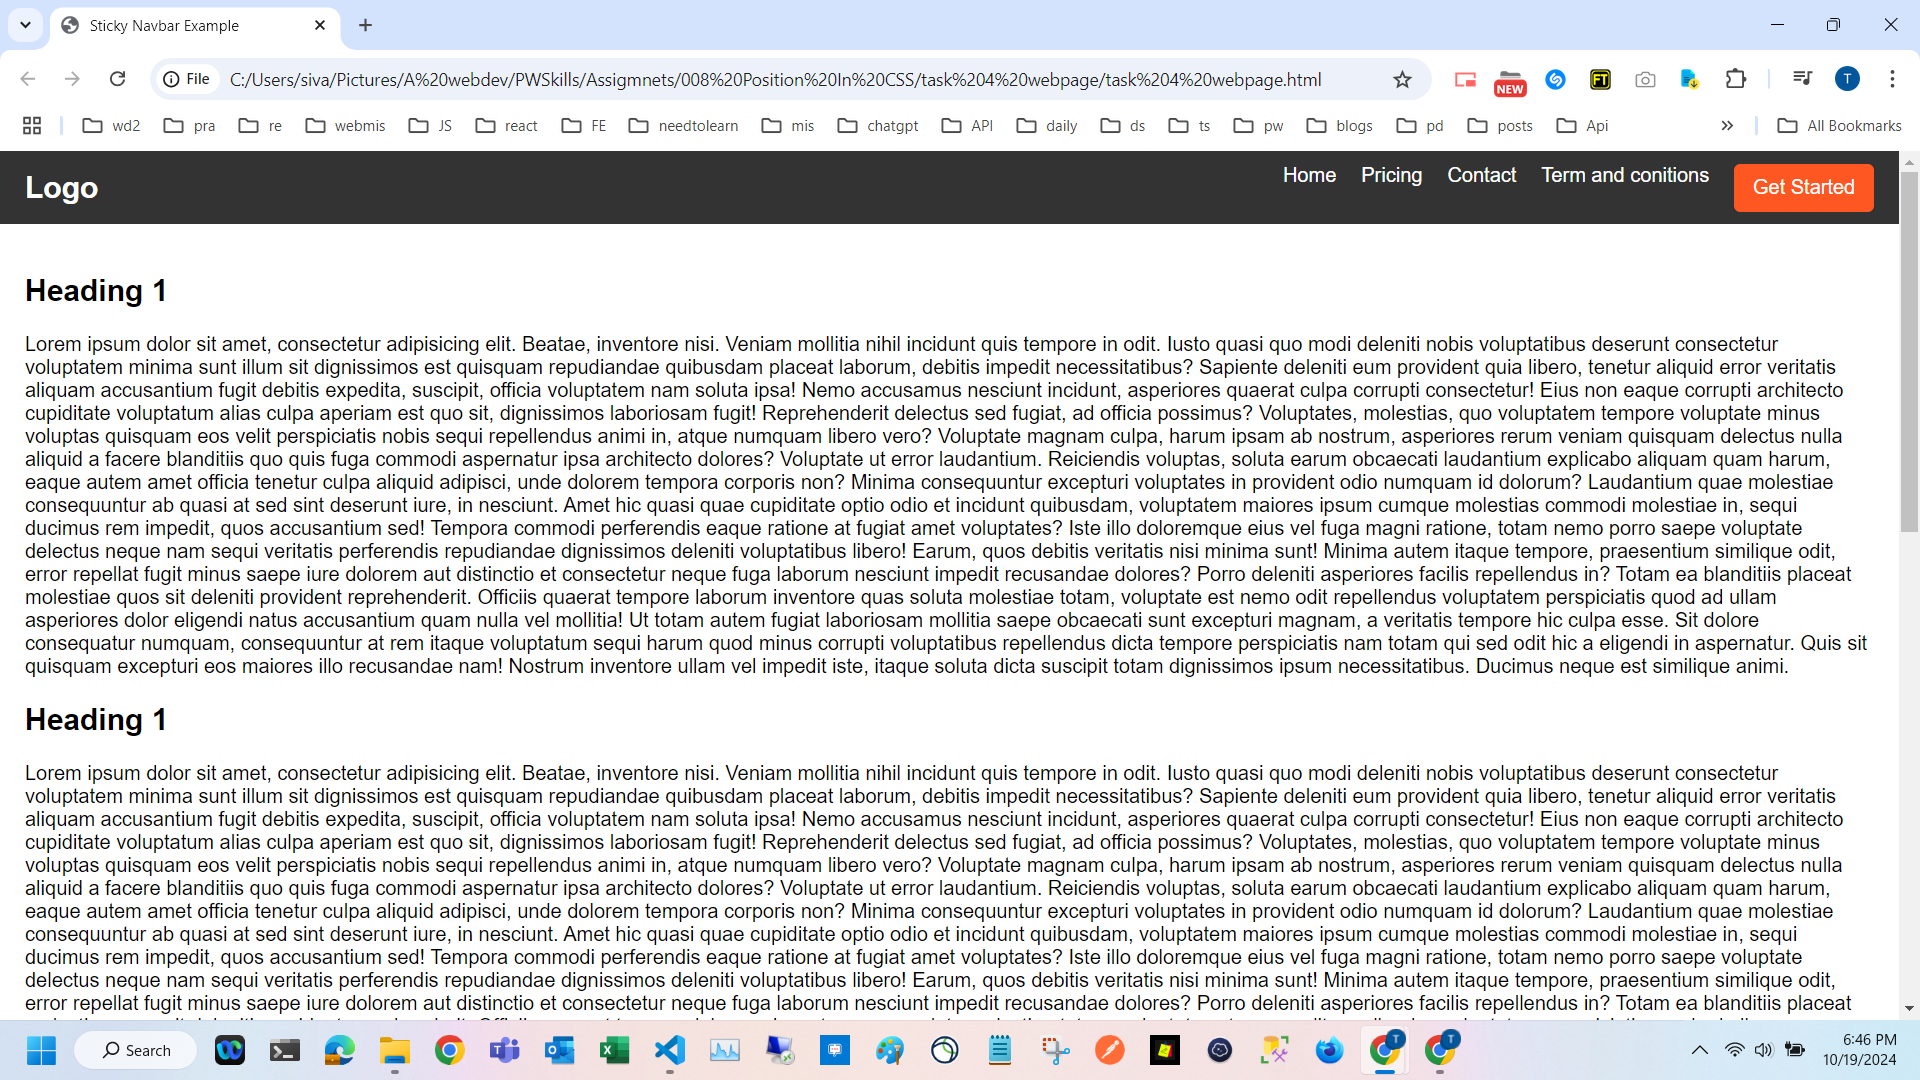 Sticky Navbar Example
File
C:/Users/siva/Pictures/A%20webdev/PWSkills/Assigmnets/008%20Position%20In%20CSS/task%204%20webpage/task%204%20webpage.html
NEW
FT
T
wd2 pra re webmis JS react FE needtolearn mis chatgpt API daily ds ts pw blogs pd posts Api All Bookmarks
Logo Home Pricing Contact Term and conitions Get Started
Heading 1
Lorem ipsum dolor sit amet, consectetur adipisicing elit. Beatae, inventore nisi. Veniam mollitia nihil incidunt quis tempore in odit. Iusto quasi quo modi deleniti nobis voluptatibus deserunt consectetur
voluptatem minima sunt illum sit dignissimos est quisquam repudiandae quibusdam placeat laborum, debitis impedit necessitatibus? Sapiente deleniti eum provident quia libero, tenetur aliquid error veritatis
aliquam accusantium fugit debitis expedita, suscipit, officia voluptatem nam soluta ipsa! Nemo accusamus nesciunt incidunt, asperiores quaerat culpa corrupti consectetur! Eius non eaque corrupti architecto
cupiditate voluptatum alias culpa aperiam est quo sit, dignissimos laboriosam fugit! Reprehenderit delectus sed fugiat, ad officia possimus? Voluptates, molestias, quo voluptatem tempore voluptate minus
voluptas quisquam eos velit perspiciatis nobis sequi repellendus animi in, atque numquam libero vero? Voluptate magnam culpa, harum ipsam ab nostrum, asperiores rerum veniam quisquam delectus nulla
aliquid a facere blanditiis quo quis fuga commodi aspernatur ipsa architecto dolores? Voluptate ut error laudantium. Reiciendis voluptas, soluta earum obcaecati laudantium explicabo aliquam quam harum,
eaque autem amet officia tenetur culpa aliquid adipisci, unde dolorem tempora corporis non? Minima consequuntur excepturi voluptates in provident odio numquam id dolorum? Laudantium quae molestiae
consequuntur ab quasi at sed sint deserunt iure, in nesciunt. Amet hic quasi quae cupiditate optio odio et incidunt quibusdam, voluptatem maiores ipsum cumque molestias commodi molestiae in, sequi
ducimus rem impedit, quos accusantium sed! Tempora commodi perferendis eaque ratione at fugiat amet voluptates? Iste illo doloremque eius vel fuga magni ratione, totam nemo porro saepe voluptate
delectus neque nam sequi veritatis perferendis repudiandae dignissimos deleniti voluptatibus libero! Earum, quos debitis veritatis nisi minima sunt! Minima autem itaque tempore, praesentium similique odit,
error repellat fugit minus saepe iure dolorem aut distinctio et consectetur neque fuga laborum nesciunt impedit recusandae dolores? Porro deleniti asperiores facilis repellendus in? Totam ea blanditiis placeat
molestiae quos sit deleniti provident reprehenderit. Officiis quaerat tempore laborum inventore quas soluta molestiae totam, voluptate est nemo odit repellendus voluptatem perspiciatis quod ad ullam
asperiores dolor eligendi natus accusantium quam nulla vel mollitia! Ut totam autem fugiat laboriosam mollitia saepe obcaecati sunt excepturi magnam, a veritatis tempore hic culpa esse. Sit dolore
consequatur numquam, consequuntur at rem itaque voluptatum sequi harum quod minus corrupti voluptatibus repellendus dicta tempore perspiciatis nam totam qui sed odit hic a eligendi in aspernatur. Quis sit
quisquam excepturi eos maiores illo recusandae nam! Nostrum inventore ullam vel impedit iste, itaque soluta dicta suscipit totam dignissimos ipsum necessitatibus. Ducimus neque est similique animi.
Heading 1
Lorem ipsum dolor sit amet, consectetur adipisicing elit. Beatae, inventore nisi. Veniam mollitia nihil incidunt quis tempore in odit. Iusto quasi quo modi deleniti nobis voluptatibus deserunt consectetur
voluptatem minima sunt illum sit dignissimos est quisquam repudiandae quibusdam placeat laborum, debitis impedit necessitatibus? Sapiente deleniti eum provident quia libero, tenetur aliquid error veritatis
aliquam accusantium fugit debitis expedita, suscipit, officia voluptatem nam soluta ipsa! Nemo accusamus nesciunt incidunt, asperiores quaerat culpa corrupti consectetur! Eius non eaque corrupti architecto
cupiditate voluptatum alias culpa aperiam est quo sit, dignissimos laboriosam fugit! Reprehenderit delectus sed fugiat, ad officia possimus? Voluptates, molestias, quo voluptatem tempore voluptate minus
voluptas quisquam eos velit perspiciatis nobis sequi repellendus animi in, atque numquam libero vero? Voluptate magnam culpa, harum ipsam ab nostrum, asperiores rerum veniam quisquam delectus nulla
aliquid a facere blanditiis quo quis fuga commodi aspernatur ipsa architecto dolores? Voluptate ut error laudantium. Reiciendis voluptas, soluta earum obcaecati laudantium explicabo aliquam quam harum,
eaque autem amet officia tenetur culpa aliquid adipisci, unde dolorem tempora corporis non? Minima consequuntur excepturi voluptates in provident odio numquam id dolorum? Laudantium quae molestiae
consequuntur ab quasi at sed sint deserunt iure, in nesciunt. Amet hic quasi quae cupiditate optio odio et incidunt quibusdam, voluptatem maiores ipsum cumque molestias commodi molestiae in, sequi
ducimus rem impedit, quos accusantium sed! Tempora commodi perferendis eaque ratione at fugiat amet voluptates? Iste illo doloremque eius vel fuga magni ratione, totam nemo porro saepe voluptate
delectus neque nam sequi veritatis perferendis repudiandae dignissimos deleniti voluptatibus libero! Earum, quos debitis veritatis nisi minima sunt! Minima autem itaque tempore, praesentium similique odit,
error repellat fugit minus saepe iure dolorem aut distinctio et consectetur neque fuga laborum nesciunt impedit recusandae dolores? Porro deleniti asperiores facilis repellendus in? Totam ea blanditiis placeat
Search
6:46 PM
10/19/2024